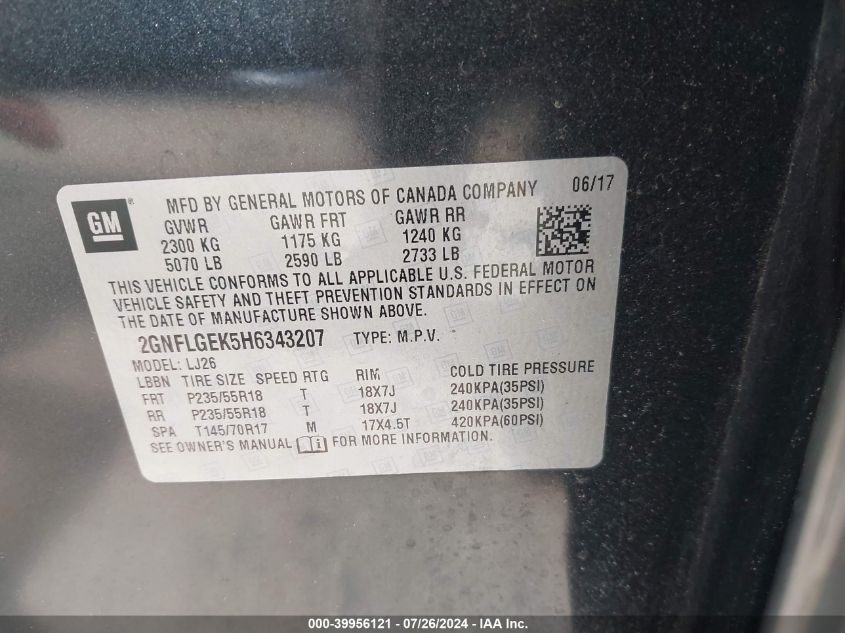 GM ®
MFD BY GENERAL MOTORS OF CANADA COMPANY 06/17
GVWR GAWR FRT GAWR RR
2300 KG 1175 KG 1240 KG
5070 LB 2590 LB 2733 LB
THIS VEHICLE CONFORMS TO ALL APPLICABLE U.S. FEDERAL MOTOR
VEHICLE SAFETY AND THEFT PREVENTION STANDARDS IN EFFECT ON
THE DATE OF MANUFACTURE SHOWN ABOVE.
2GNFLGEK5H6343207 TYPE: M.P.V.
MODEL: LJ26
LBBN TIRE SIZE SPEED RTG RIM COLD TIRE PRESSURE
FRT P235/55R18 T 18X7J 240KPA(35PSI)
RR P235/55R18 T 18X7J 240KPA(35PSI)
SPA T145/70R17 M 17X4.5T 420KPA(60PSI)
SEE OWNER'S MANUAL FOR MORE INFORMATION.
000-39956121 - 07/26/2024 - IAA Inc.